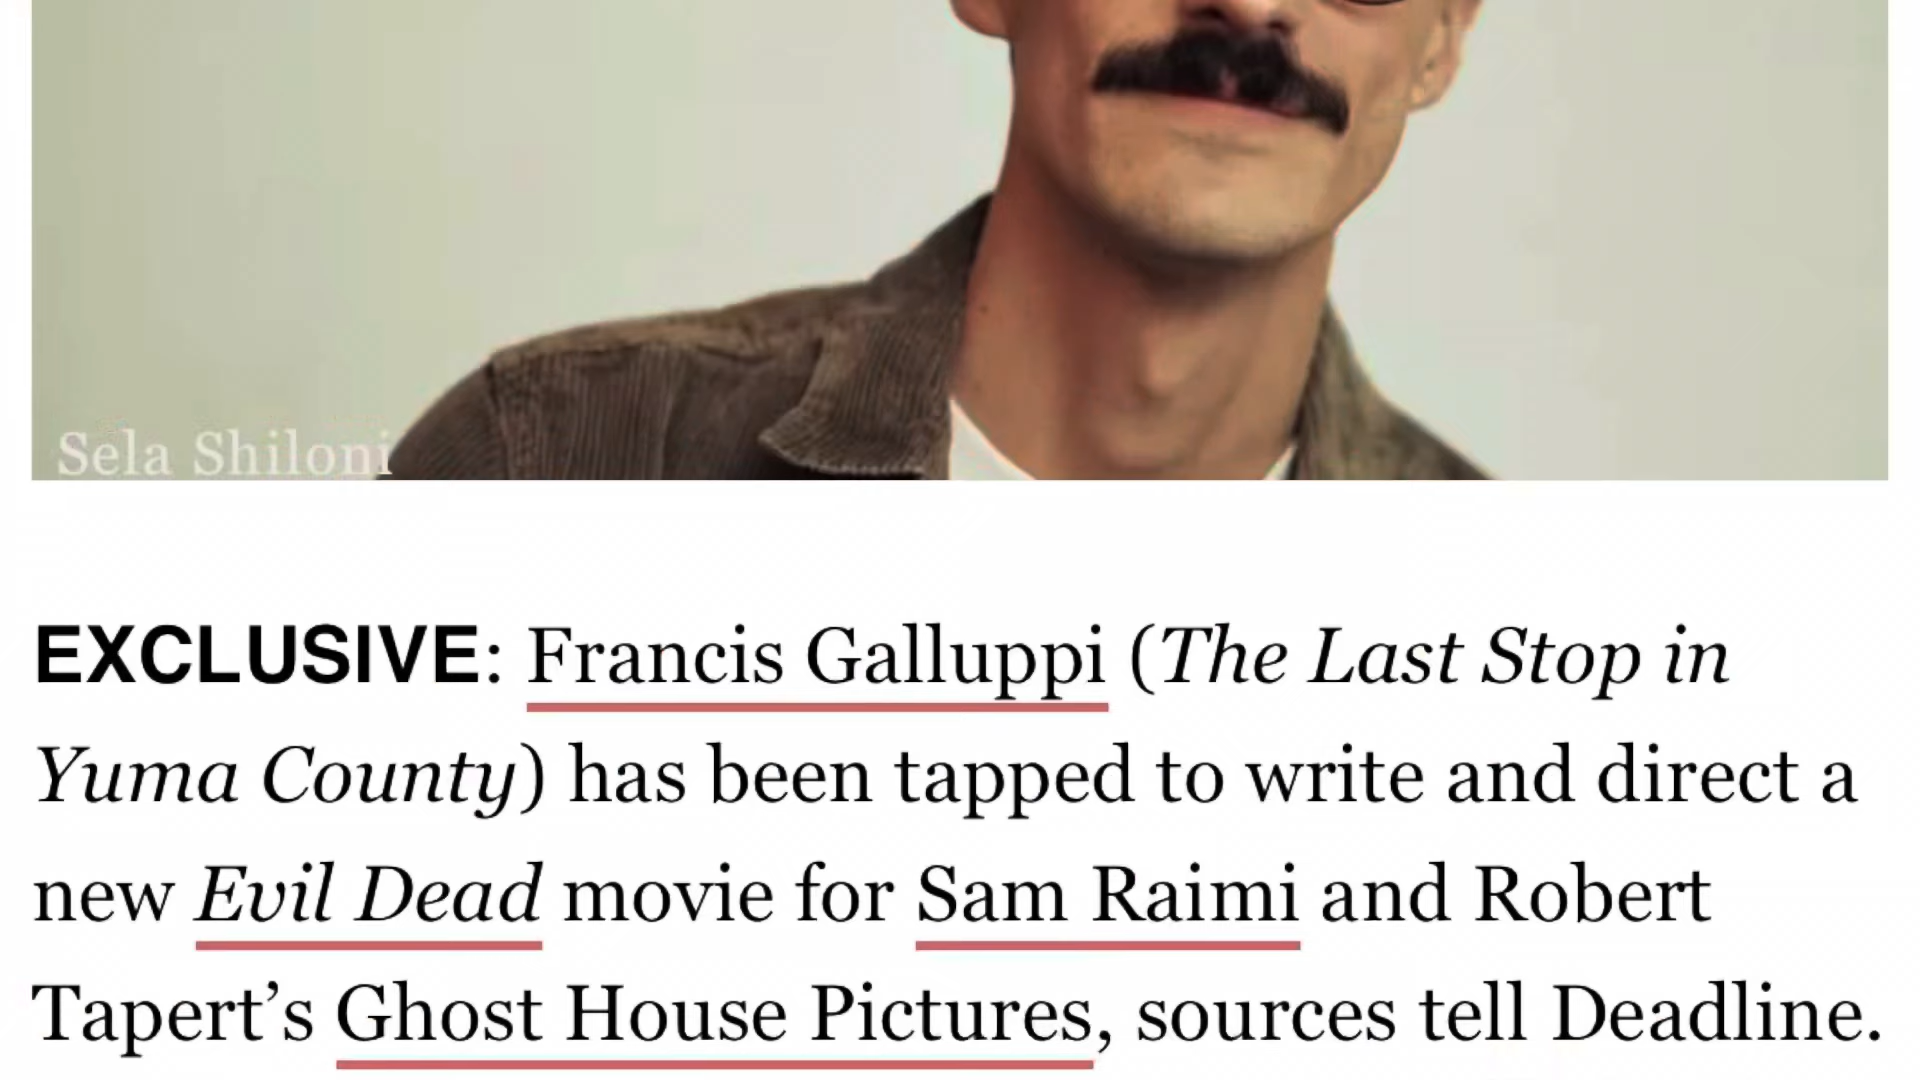 Sela Shiloni
EXCLUSIVE: Francis Galluppi (The Last Stop in
Yuma County) has been tapped to write and direct a
new Evil Dead movie for Sam Raimi and Robert
Tapert’s Ghost House Pictures, sources tell Deadline.